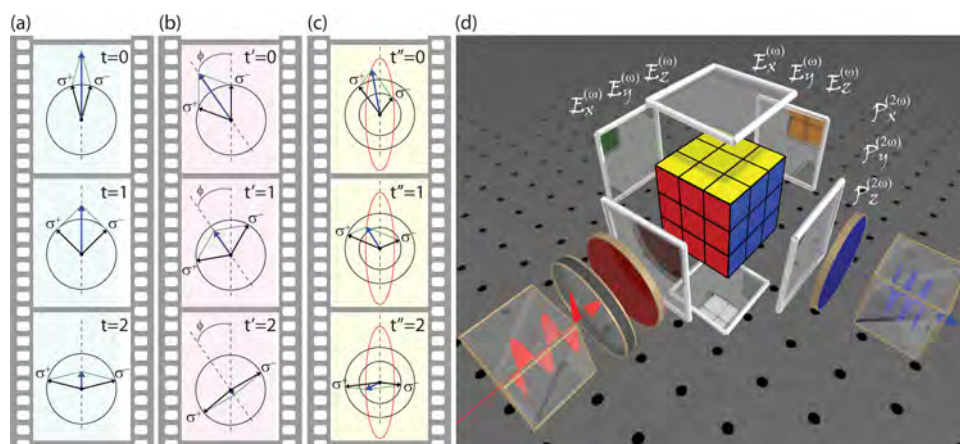 (a)
t=0
σ⁺
σ⁻
t=1
σ⁺
σ⁻
t=2
σ⁺
σ⁻
(b)
t'=0
ϕ
σ⁺
σ⁻
t'=1
ϕ
σ⁺
σ⁻
t'=2
ϕ
σ⁺
σ⁻
(c)
t''=0
σ⁺
σ⁻
t''=1
σ⁺
σ⁻
t''=2
σ⁺
σ⁻
(d)
ℰx^(ω)
ℰy^(ω)
ℰz^(ω)
ℰx^(ω)
ℰy^(ω)
ℰz^(ω)
𝒫x^(2ω)
𝒫y^(2ω)
𝒫z^(2ω)